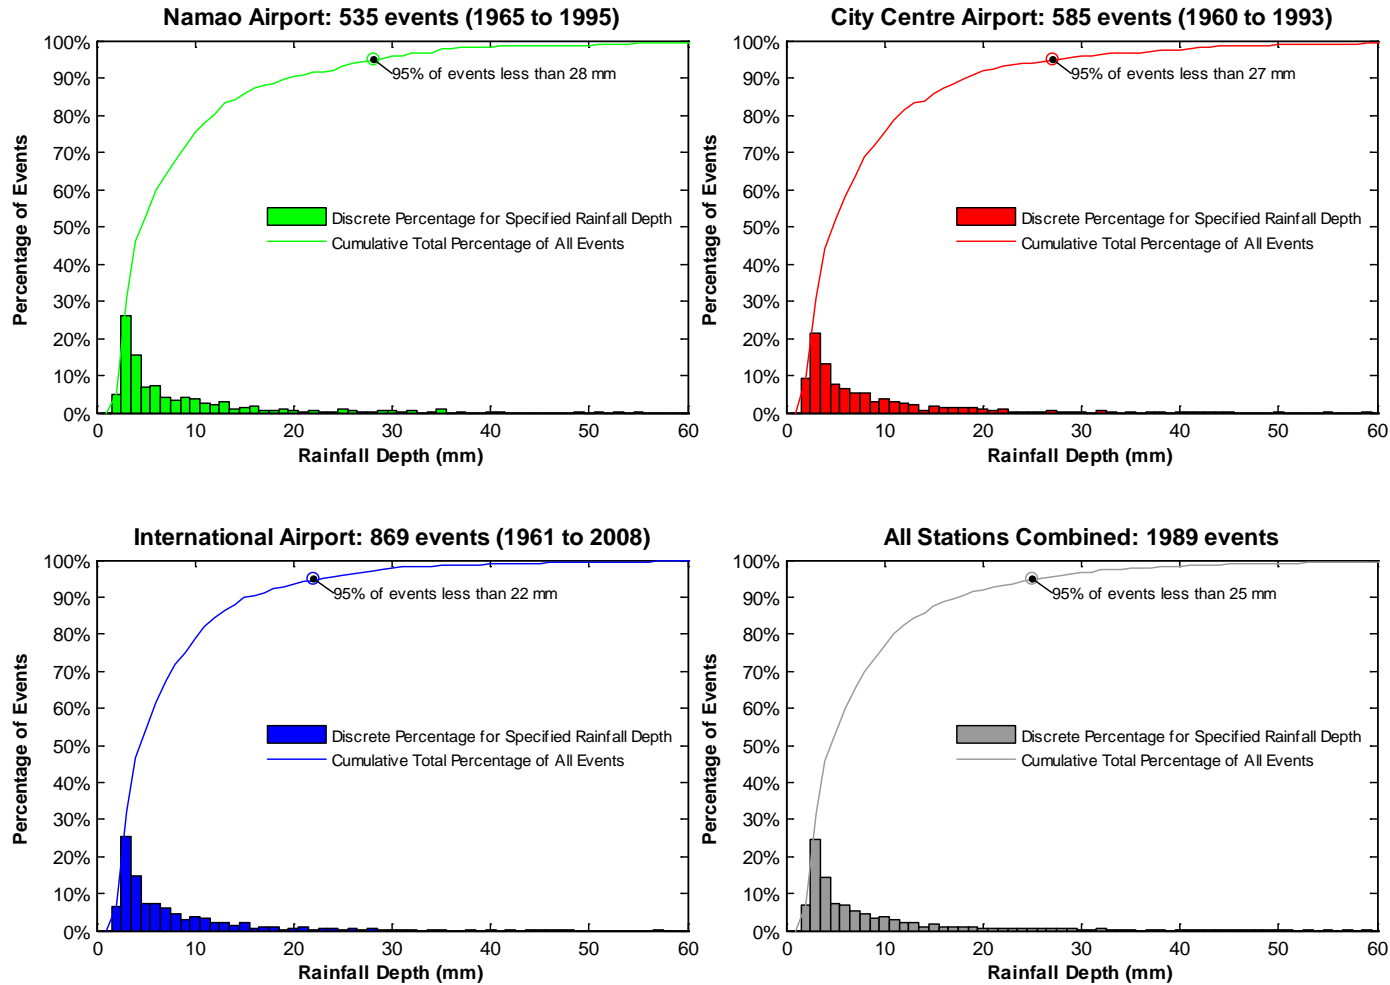 Namao Airport: 535 events (1965 to 1995)
100%
90%
80%
70%
60%
50%
40%
30%
20%
10%
0%
Percentage of Events
95% of events less than 28 mm
Discrete Percentage for Specified Rainfall Depth
Cumulative Total Percentage of All Events
0 10 20 30 40 50 60
Rainfall Depth (mm)
City Centre Airport: 585 events (1960 to 1993)
100%
90%
80%
70%
60%
50%
40%
30%
20%
10%
0%
Percentage of Events
95% of events less than 27 mm
Discrete Percentage for Specified Rainfall Depth
Cumulative Total Percentage of All Events
0 10 20 30 40 50 60
Rainfall Depth (mm)
International Airport: 869 events (1961 to 2008)
100%
90%
80%
70%
60%
50%
40%
30%
20%
10%
0%
Percentage of Events
95% of events less than 22 mm
Discrete Percentage for Specified Rainfall Depth
Cumulative Total Percentage of All Events
0 10 20 30 40 50 60
Rainfall Depth (mm)
All Stations Combined: 1989 events
100%
90%
80%
70%
60%
50%
40%
30%
20%
10%
0%
Percentage of Events
95% of events less than 25 mm
Discrete Percentage for Specified Rainfall Depth
Cumulative Total Percentage of All Events
0 10 20 30 40 50 60
Rainfall Depth (mm)